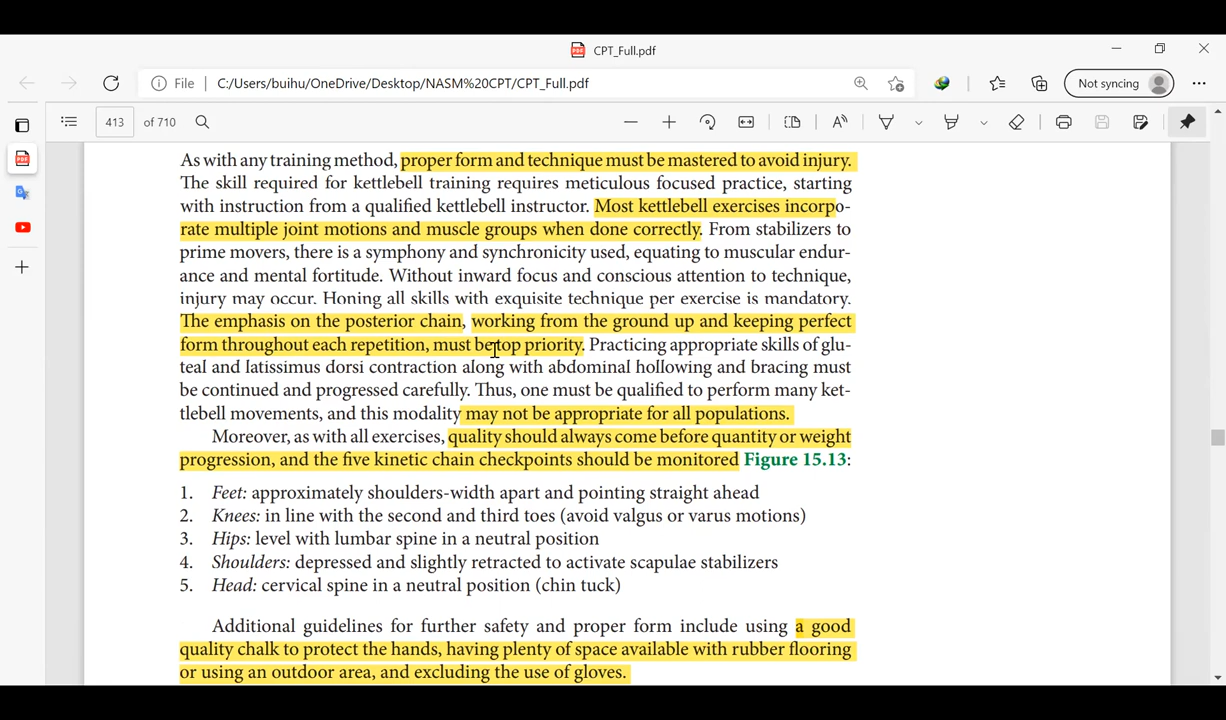 CPT_Full.pdf
File C:/Users/buihu/OneDrive/Desktop/NASM%20CPT/CPT_Full.pdf Not syncing
413 of 710
As with any training method, proper form and technique must be mastered to avoid injury.
The skill required for kettlebell training requires meticulous focused practice, starting
with instruction from a qualified kettlebell instructor. Most kettlebell exercises incorpo-
rate multiple joint motions and muscle groups when done correctly. From stabilizers to
prime movers, there is a symphony and synchronicity used, equating to muscular endur-
ance and mental fortitude. Without inward focus and conscious attention to technique,
injury may occur. Honing all skills with exquisite technique per exercise is mandatory.
The emphasis on the posterior chain, working from the ground up and keeping perfect
form throughout each repetition, must be top priority. Practicing appropriate skills of glu-
teal and latissimus dorsi contraction along with abdominal hollowing and bracing must
be continued and progressed carefully. Thus, one must be qualified to perform many ket-
tlebell movements, and this modality may not be appropriate for all populations.
Moreover, as with all exercises, quality should always come before quantity or weight
progression, and the five kinetic chain checkpoints should be monitored Figure 15.13:
1. Feet: approximately shoulders-width apart and pointing straight ahead
2. Knees: in line with the second and third toes (avoid valgus or varus motions)
3. Hips: level with lumbar spine in a neutral position
4. Shoulders: depressed and slightly retracted to activate scapulae stabilizers
5. Head: cervical spine in a neutral position (chin tuck)
Additional guidelines for further safety and proper form include using a good
quality chalk to protect the hands, having plenty of space available with rubber flooring
or using an outdoor area, and excluding the use of gloves.